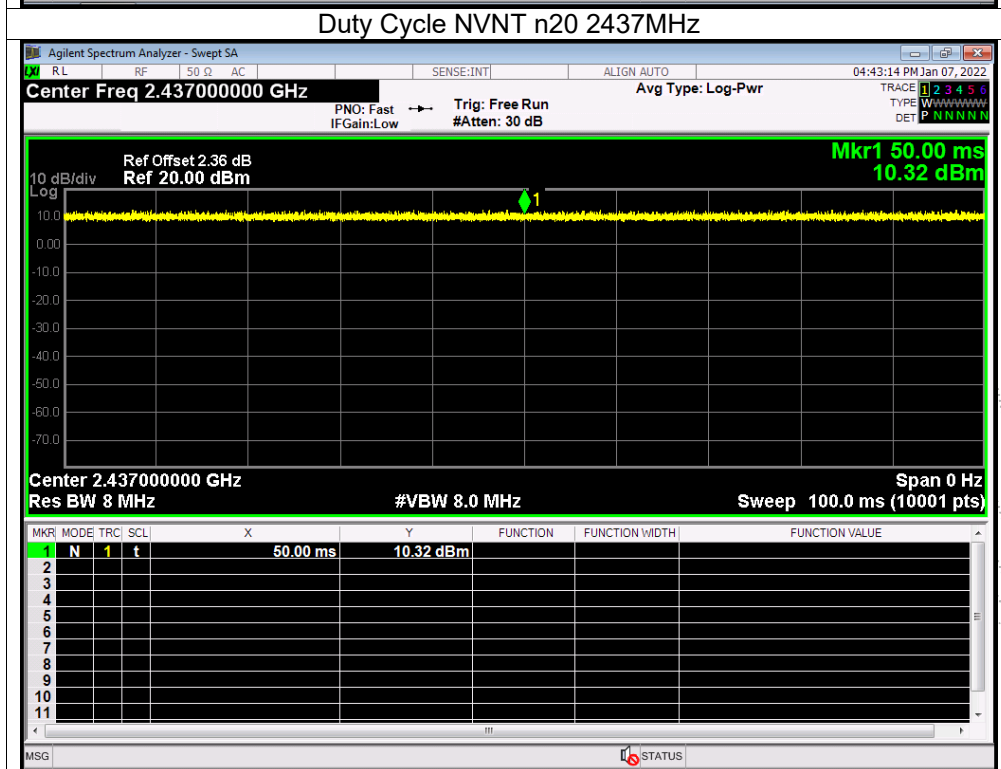 Duty Cycle NVNT n20 2437MHz
Agilent Spectrum Analyzer - Swept SA
LXI RL RF 50 Ω AC SENSE:INT ALIGN AUTO 04:43:14 PM Jan 07, 2022
Center Freq 2.437000000 GHz Avg Type: Log-Pwr TRACE 1 2 3 4 5 6
PNO: Fast Trig: Free Run TYPE WWWWWW
IFGain:Low #Atten: 30 dB DET P N N N N N
Mkr1 50.00 ms
Ref Offset 2.36 dB
10 dB/div Ref 20.00 dBm 10.32 dBm
Log
1
10.0
0.00
-10.0
-20.0
-30.0
-40.0
-50.0
-60.0
-70.0
Center 2.437000000 GHz Span 0 Hz
Res BW 8 MHz #VBW 8.0 MHz Sweep 100.0 ms (10001 pts)
MKR MODE TRC SCL X Y FUNCTION FUNCTION WIDTH FUNCTION VALUE
1 N 1 t 50.00 ms 10.32 dBm
2
3
4
5
6
7
8
9
10
11
MSG STATUS